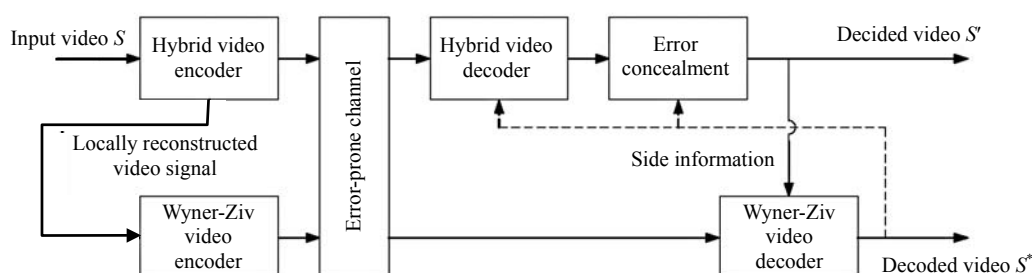 Input video S
Hybrid video
encoder
Error-prone channel
Hybrid video
decoder
Error
concealment
Decided video S′
Locally reconstructed
video signal
Side information
Wyner-Ziv
video
encoder
Wyner-Ziv
video
decoder
Decoded video S*